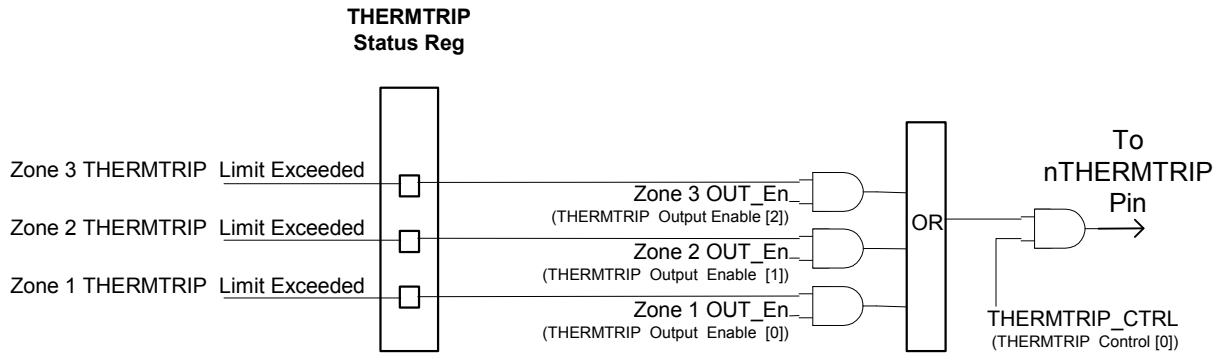 THERMTRIP
Status Reg
Zone 3 THERMTRIP Limit Exceeded
Zone 3 OUT_En
(THERMTRIP Output Enable [2])
Zone 2 THERMTRIP Limit Exceeded
Zone 2 OUT_En
(THERMTRIP Output Enable [1])
Zone 1 THERMTRIP Limit Exceeded
Zone 1 OUT_En
(THERMTRIP Output Enable [0])
OR
To
nTHERMTRIP
Pin
THERMTRIP_CTRL
(THERMTRIP Control [0])